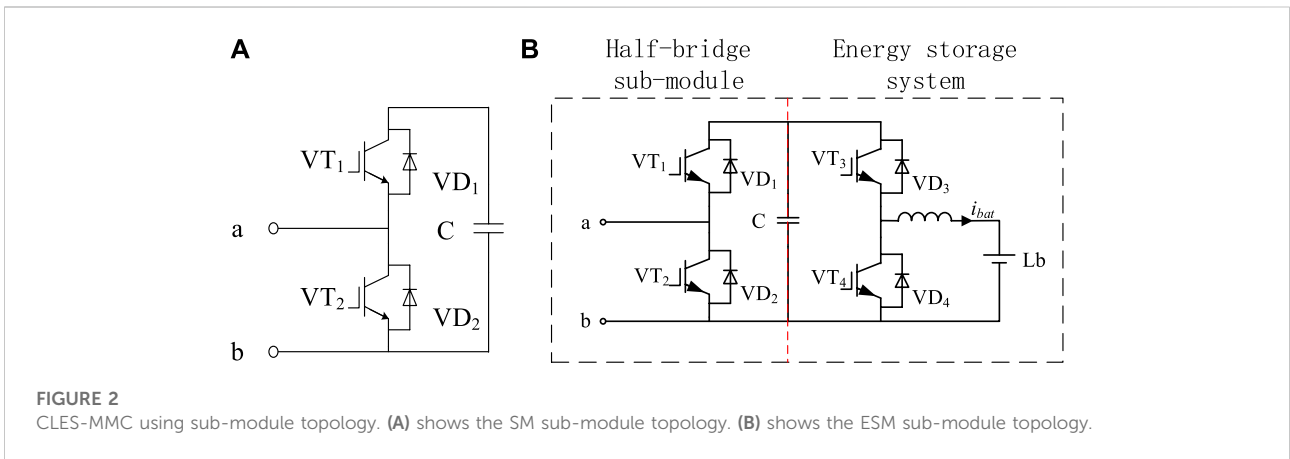 A
VT₁
VD₁
a
C
VT₂
VD₂
b
B
Half-bridge
sub-module
Energy storage
system
VT₁
VD₁
VT₃
VD₃
a
C
i_bat
VT₂
VD₂
VT₄
VD₄
Lb
b
FIGURE 2
CLES-MMC using sub-module topology. (A) shows the SM sub-module topology. (B) shows the ESM sub-module topology.